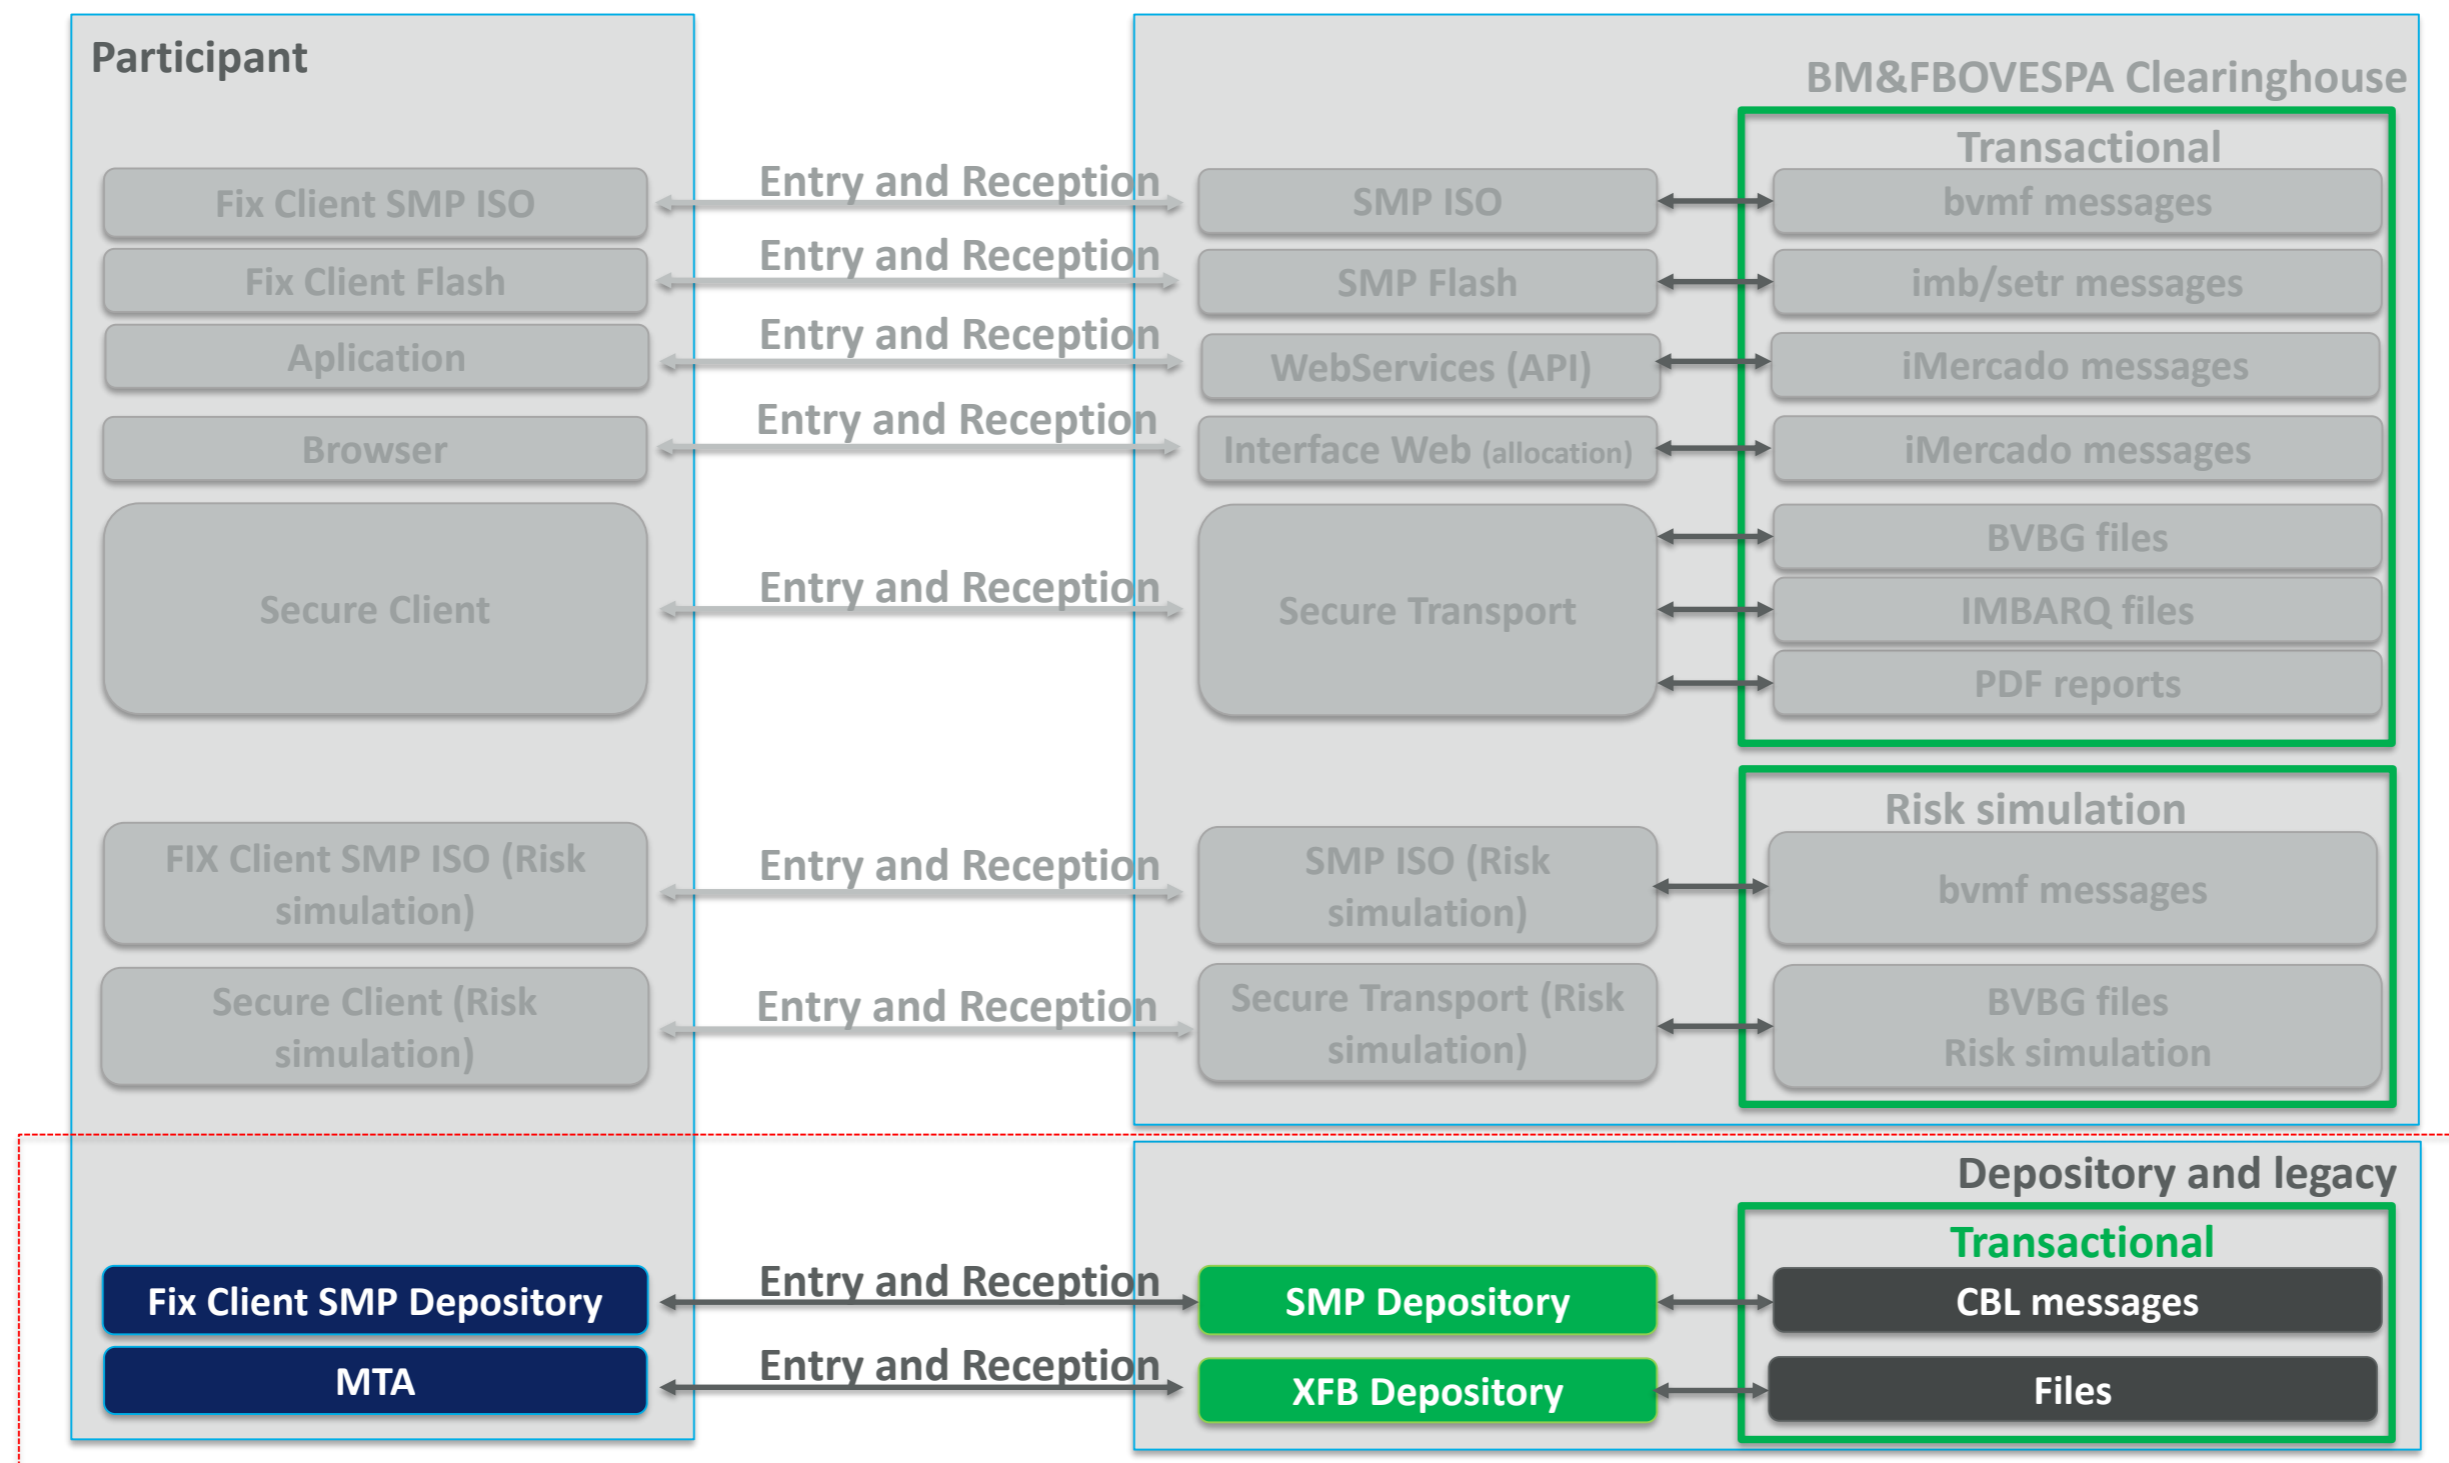 Participant
BM&FBOVESPA Clearinghouse
Transactional
Fix Client SMP ISO
Entry and Reception
SMP ISO
bvmf messages
Fix Client Flash
Entry and Reception
SMP Flash
imb/setr messages
Aplication
Entry and Reception
WebServices (API)
iMercado messages
Browser
Entry and Reception
Interface Web (allocation)
iMercado messages
Secure Client
Entry and Reception
Secure Transport
BVBG files
IMBARQ files
PDF reports
Risk simulation
FIX Client SMP ISO (Risk
simulation)
Entry and Reception
SMP ISO (Risk
simulation)
bvmf messages
Secure Client (Risk
simulation)
Entry and Reception
Secure Transport (Risk
simulation)
BVBG files
Risk simulation
Depository and legacy
Transactional
Fix Client SMP Depository
Entry and Reception
SMP Depository
CBL messages
MTA
Entry and Reception
XFB Depository
Files